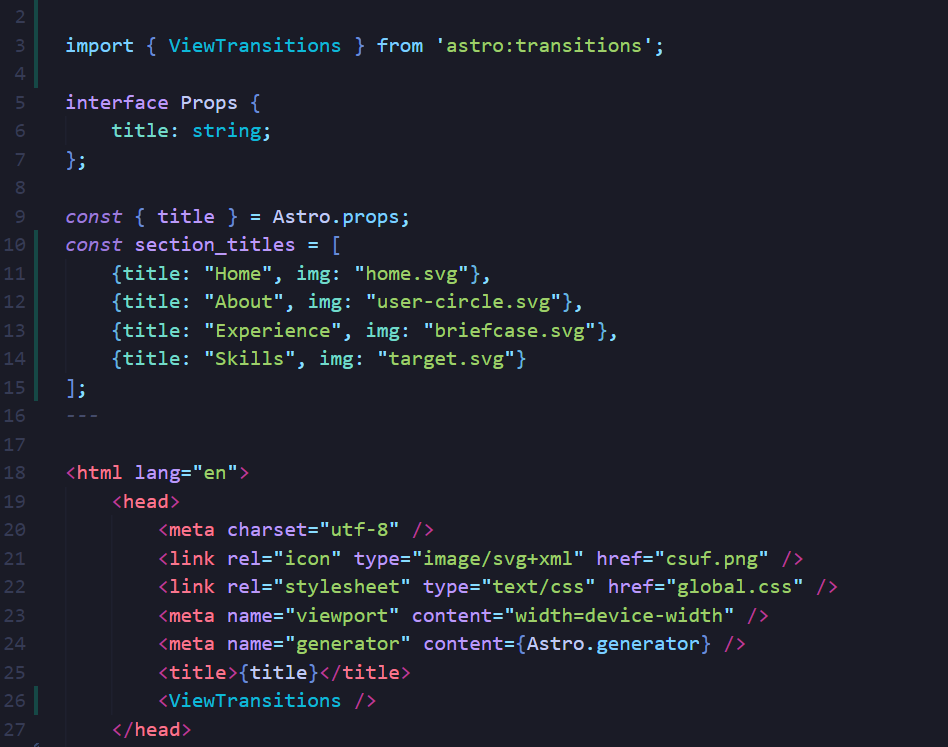 2
3 import { ViewTransitions } from 'astro:transitions';
4
5 interface Props {
6     title: string;
7 };
8
9 const { title } = Astro.props;
10 const section_titles = [
11     {title: "Home", img: "home.svg"},
12     {title: "About", img: "user-circle.svg"},
13     {title: "Experience", img: "briefcase.svg"},
14     {title: "Skills", img: "target.svg"}
15 ];
16 ---
17
18 <html lang="en">
19     <head>
20         <meta charset="utf-8" />
21         <link rel="icon" type="image/svg+xml" href="csuf.png" />
22         <link rel="stylesheet" type="text/css" href="global.css" />
23         <meta name="viewport" content="width=device-width" />
24         <meta name="generator" content={Astro.generator} />
25         <title>{title}</title>
26         <ViewTransitions />
27     </head>